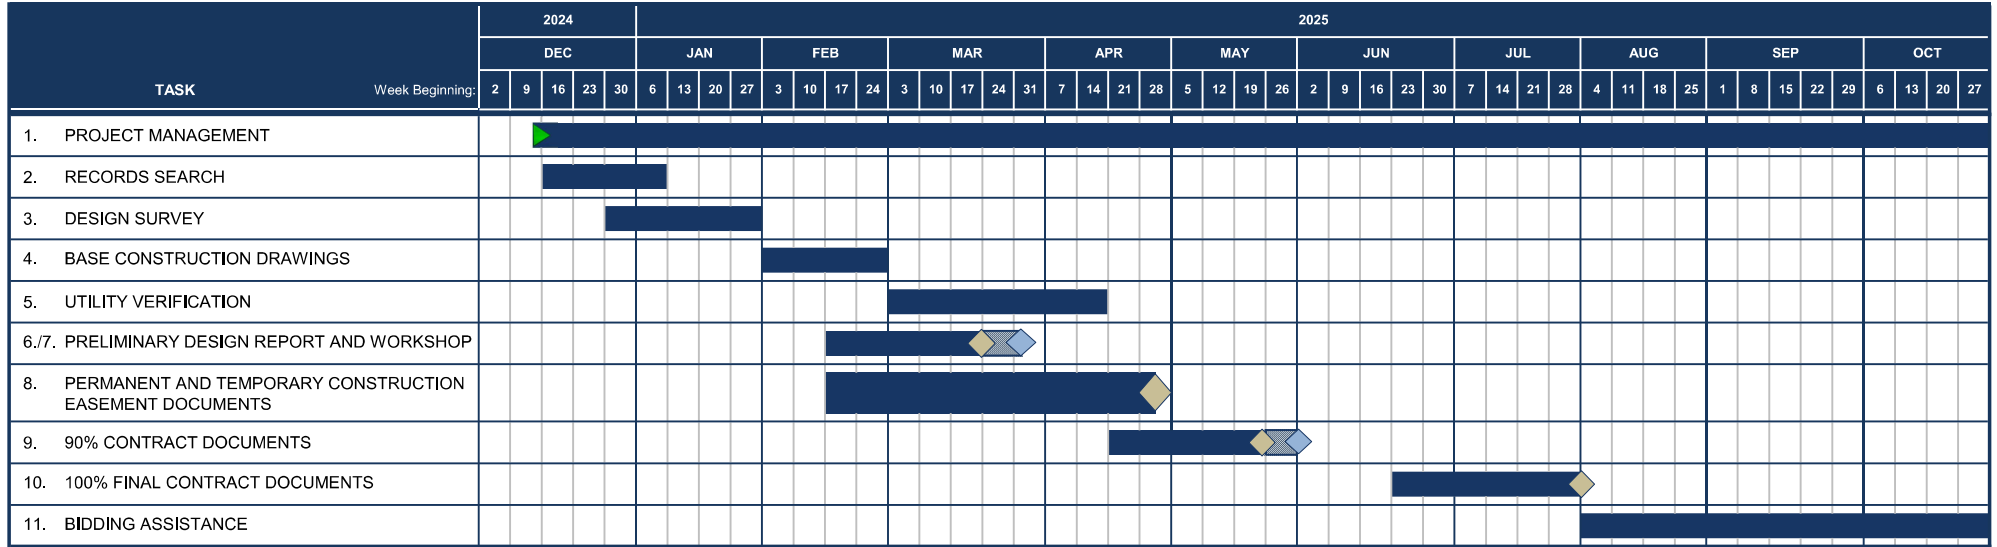 2024 2025
DEC JAN FEB MAR APR MAY JUN JUL AUG SEP OCT
TASK Week Beginning: 2 9 16 23 30 6 13 20 27 3 10 17 24 3 10 17 24 31 7 14 21 28 5 12 19 26 2 9 16 23 30 7 14 21 28 4 11 18 25 1 8 15 22 29 6 13 20 27
1. PROJECT MANAGEMENT
2. RECORDS SEARCH
3. DESIGN SURVEY
4. BASE CONSTRUCTION DRAWINGS
5. UTILITY VERIFICATION
6./7. PRELIMINARY DESIGN REPORT AND WORKSHOP
8. PERMANENT AND TEMPORARY CONSTRUCTION
EASEMENT DOCUMENTS
9. 90% CONTRACT DOCUMENTS
10. 100% FINAL CONTRACT DOCUMENTS
11. BIDDING ASSISTANCE